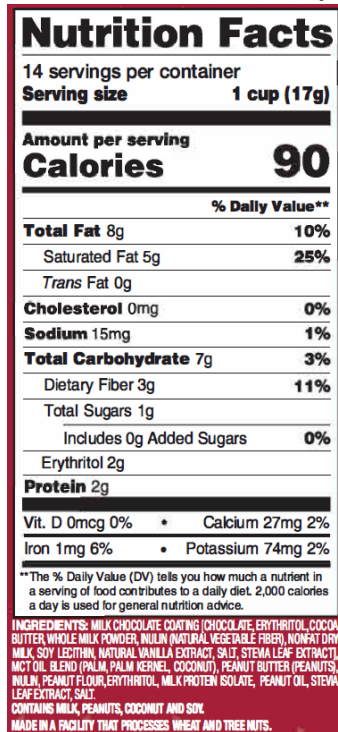 Nutrition Facts
14 servings per container
Serving size 1 cup (17g)
Amount per serving
Calories 90
% Daily Value**
Total Fat 8g 10%
Saturated Fat 5g 25%
Trans Fat 0g
Cholesterol 0mg 0%
Sodium 15mg 1%
Total Carbohydrate 7g 3%
Dietary Fiber 3g 11%
Total Sugars 1g
Includes 0g Added Sugars 0%
Erythritol 2g
Protein 2g
Vit. D 0mcg 0% • Calcium 27mg 2%
Iron 1mg 6% • Potassium 74mg 2%
**The % Daily Value (DV) tells you how much a nutrient in
a serving of food contributes to a daily diet. 2,000 calories
a day is used for general nutrition advice.
INGREDIENTS: MILK CHOCOLATE COATING [CHOCOLATE, ERYTHRITOL, COCOA
BUTTER, WHOLE MILK POWDER, INULIN (NATURAL VEGETABLE FIBER), NONFAT DRY
MILK, SOY LECITHIN, NATURAL VANILLA EXTRACT, SALT, STEVIA LEAF EXTRACT],
MCT OIL BLEND (PALM, PALM KERNEL, COCONUT), PEANUT BUTTER (PEANUTS),
INULIN, PEANUT FLOUR, ERYTHRITOL, MILK PROTEIN ISOLATE, PEANUT OIL, STEVIA
LEAF EXTRACT, SALT.
CONTAINS MILK, PEANUTS, COCONUT AND SOY.
MADE IN A FACILITY THAT PROCESSES WHEAT AND TREE NUTS.